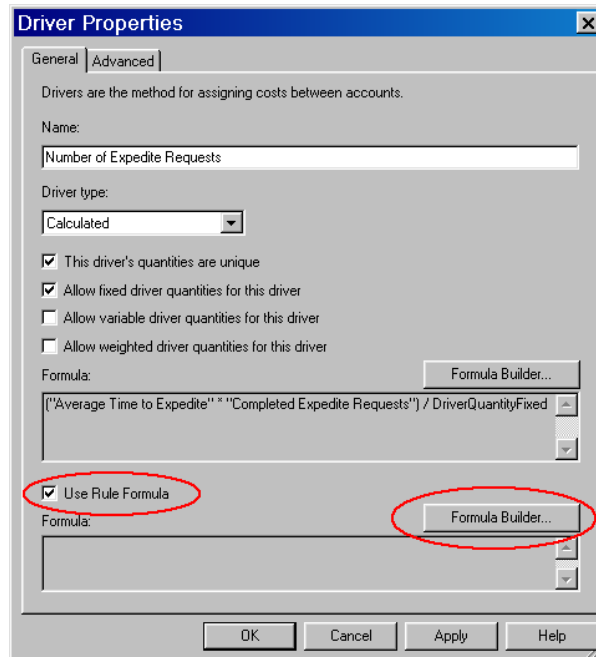 Driver Properties
General Advanced
Drivers are the method for assigning costs between accounts.
Name:
Number of Expedite Requests
Driver type:
Calculated
This driver's quantities are unique
Allow fixed driver quantities for this driver
Allow variable driver quantities for this driver
Allow weighted driver quantities for this driver
Formula: Formula Builder...
("Average Time to Expedite" * "Completed Expedite Requests") / DriverQuantityFixed
Use Rule Formula
Formula: Formula Builder...
OK Cancel Apply Help